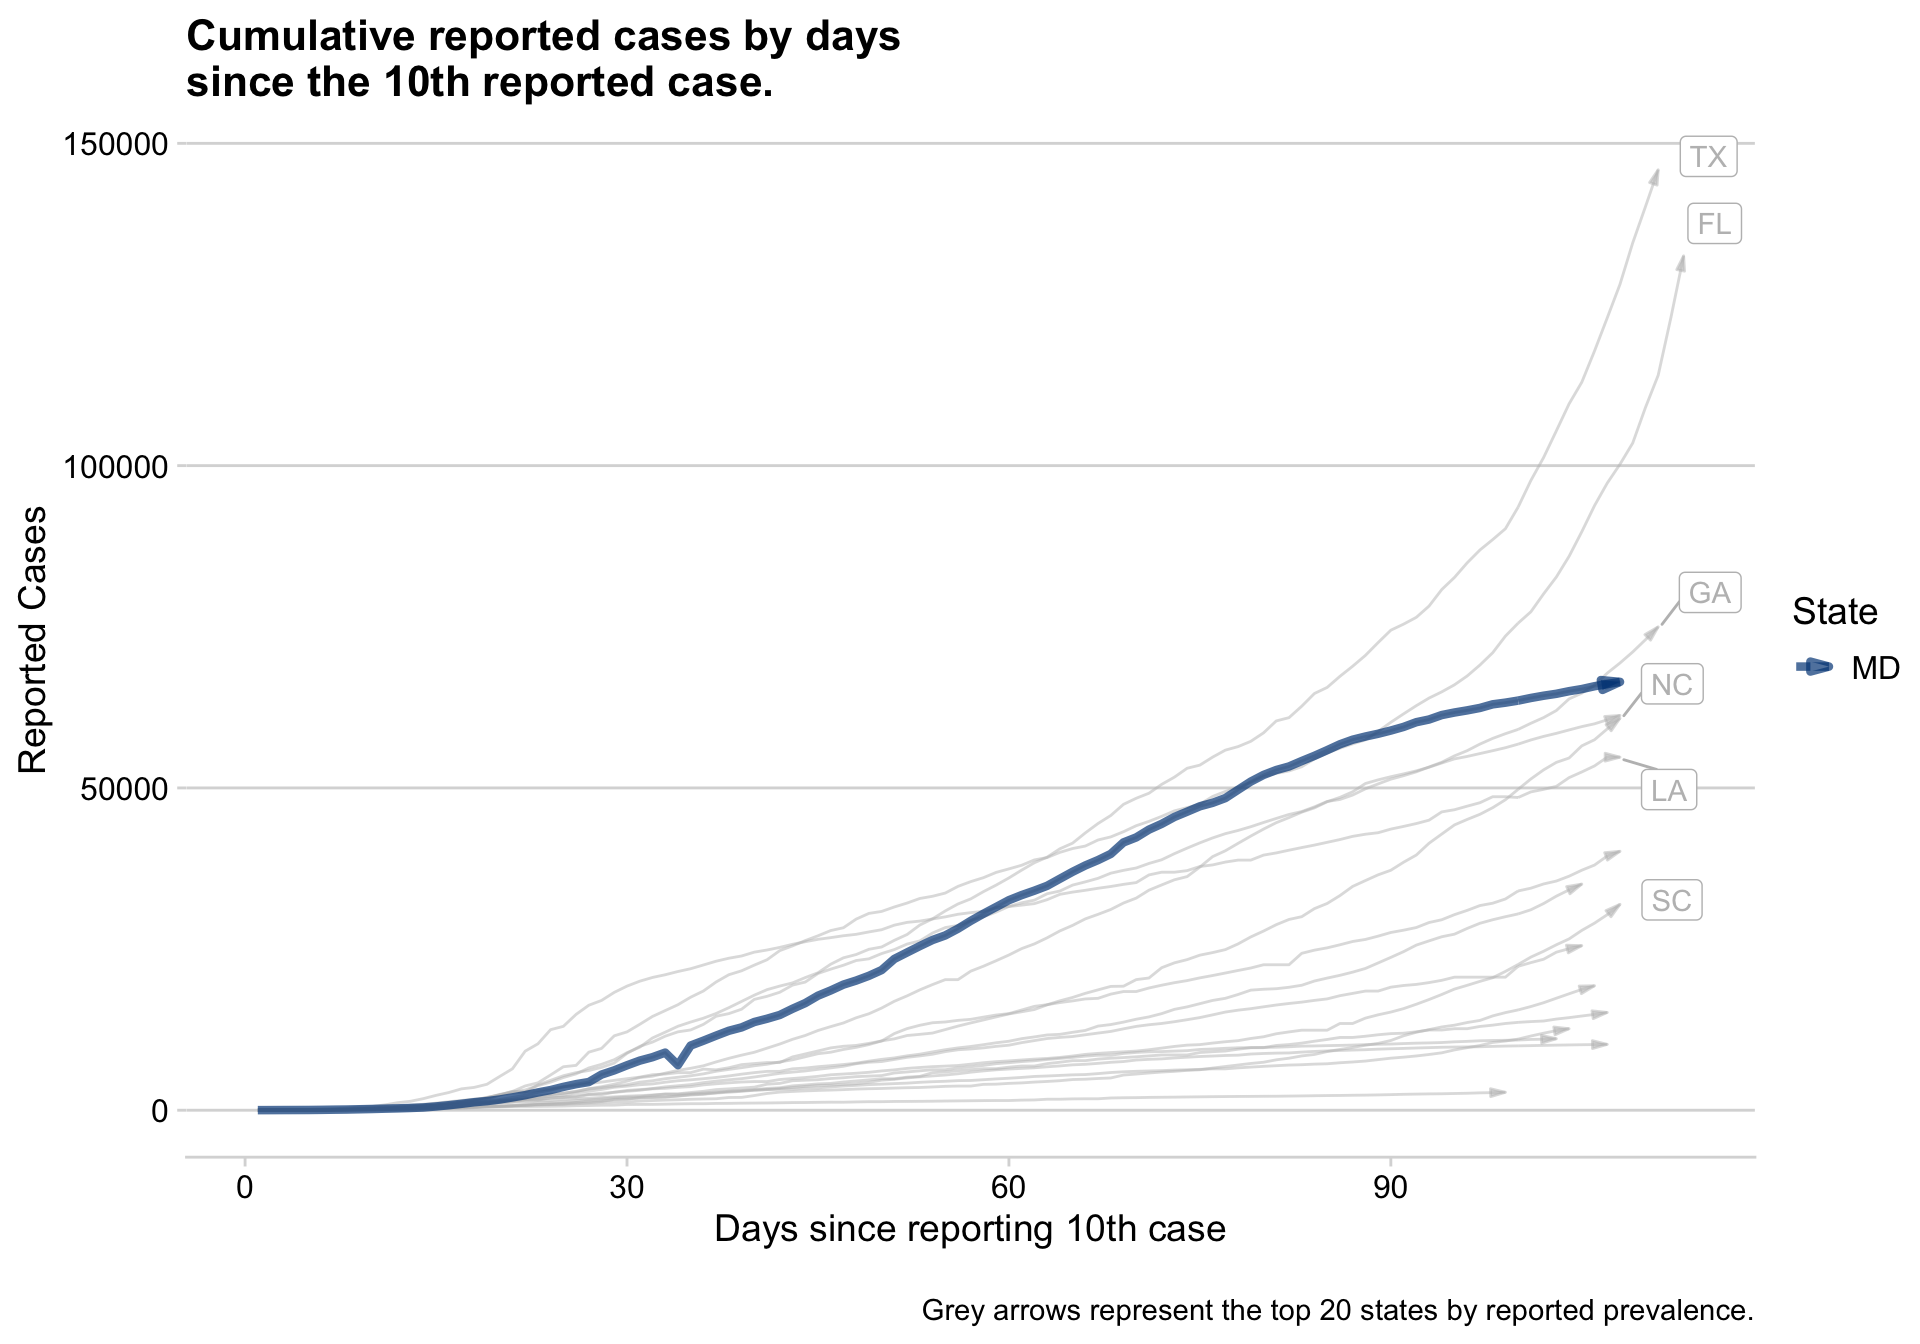 Cumulative reported cases by days
since the 10th reported case.
150000
100000
50000
0
Reported Cases
TX
FL
GA
NC
LA
SC
State
MD
0 30 60 90
Days since reporting 10th case
Grey arrows represent the top 20 states by reported prevalence.